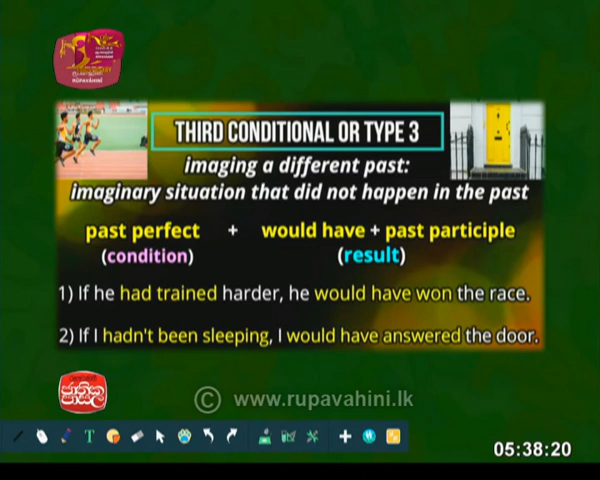 THIRD CONDITIONAL OR TYPE 3
imaging a different past:
imaginary situation that did not happen in the past
past perfect + would have + past participle
(condition) (result)
1) If he had trained harder, he would have won the race.
2) If I hadn't been sleeping, I would have answered the door.
© www.rupavahini.lk
T
05:38:20